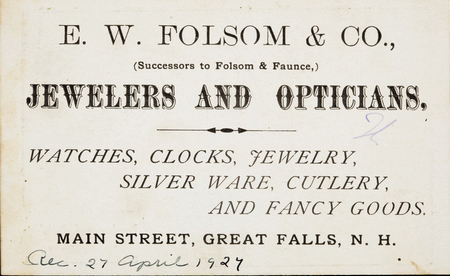 E. W. FOLSOM & CO.,
(Successors to Folsom & Faunce,)
JEWELERS AND OPTICIANS,
WATCHES, CLOCKS, JEWELRY,
SILVER WARE, CUTLERY,
AND FANCY GOODS.
MAIN STREET, GREAT FALLS, N. H.
Rec. 27 April 1927